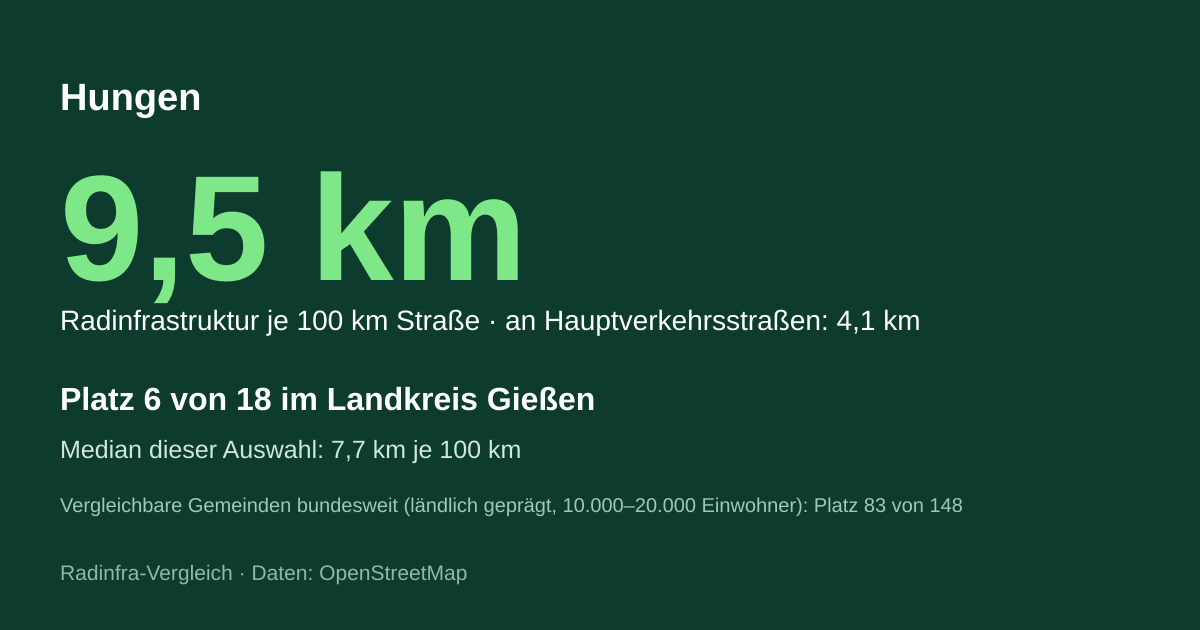 Hungen
9,5 km
Radinfrastruktur je 100 km Straße · an Hauptverkehrsstraßen: 4,1 km
Platz 6 von 18 im Landkreis Gießen
Median dieser Auswahl: 7,7 km je 100 km
Vergleichbare Gemeinden bundesweit (ländlich geprägt, 10.000–20.000 Einwohner): Platz 83 von 148
Radinfra-Vergleich · Daten: OpenStreetMap